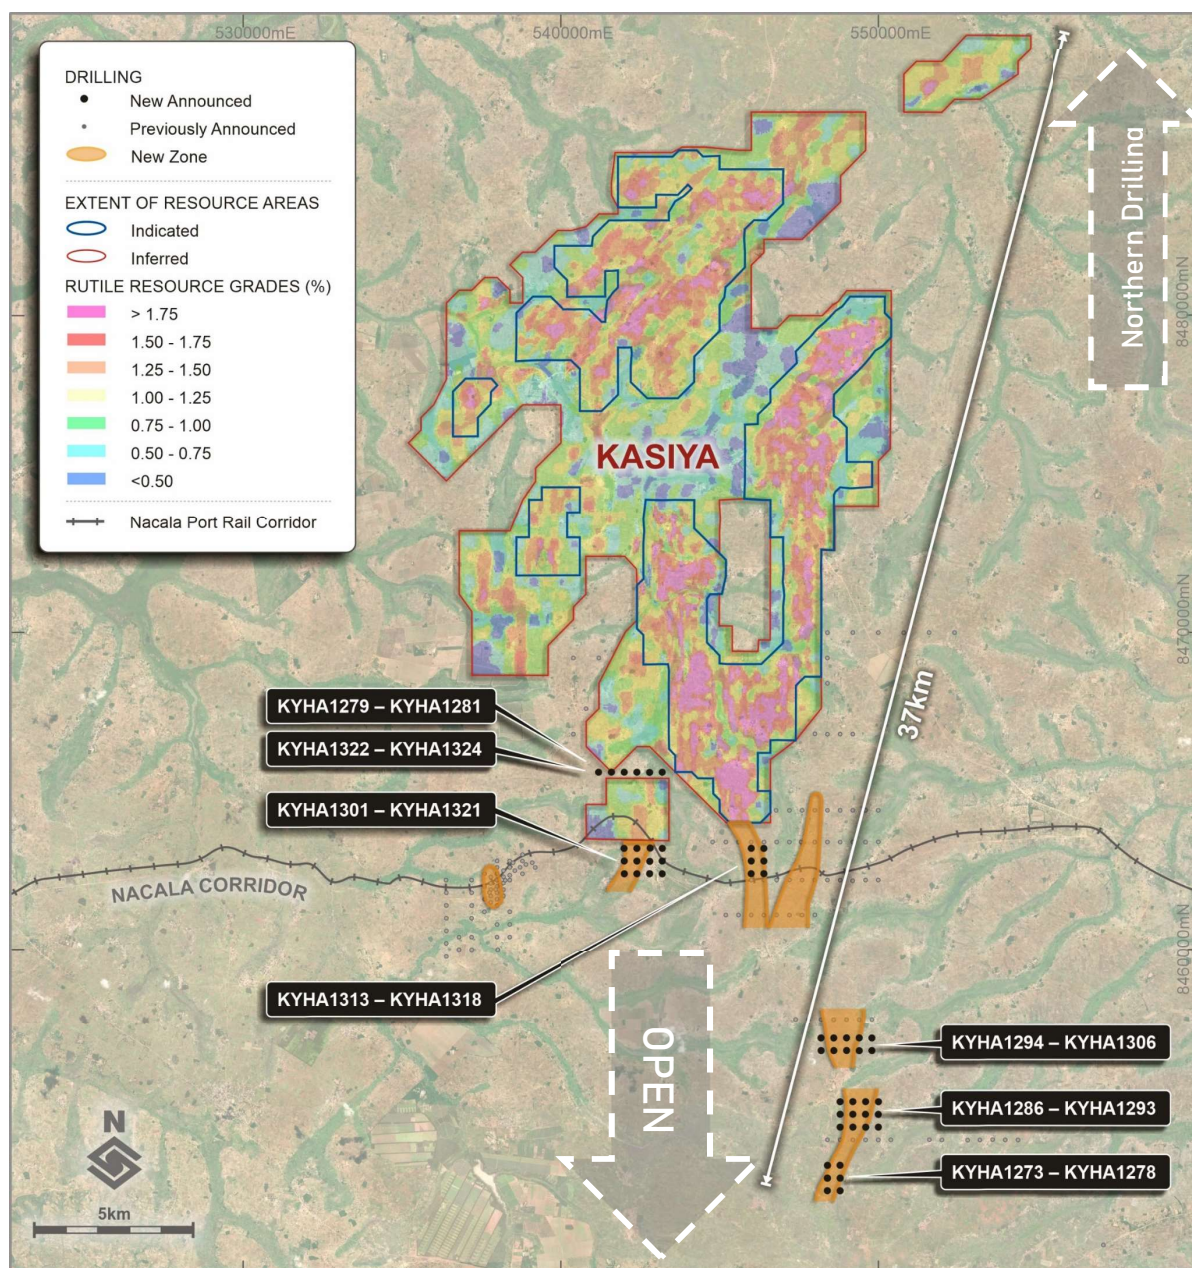 530000mE
540000mE
550000mE
DRILLING
New Announced
Previously Announced
New Zone
EXTENT OF RESOURCE AREAS
Indicated
Inferred
RUTILE RESOURCE GRADES (%)
> 1.75
1.50 - 1.75
1.25 - 1.50
1.00 - 1.25
0.75 - 1.00
0.50 - 0.75
<0.50
Nacala Port Rail Corridor
Northern Drilling
8480000mN
KASIYA
8470000mN
37km
KYHA1279 – KYHA1281
KYHA1322 – KYHA1324
KYHA1301 – KYHA1321
NACALA CORRIDOR
8460000mN
KYHA1313 – KYHA1318
OPEN
KYHA1294 – KYHA1306
KYHA1286 – KYHA1293
KYHA1273 – KYHA1278
N
5km